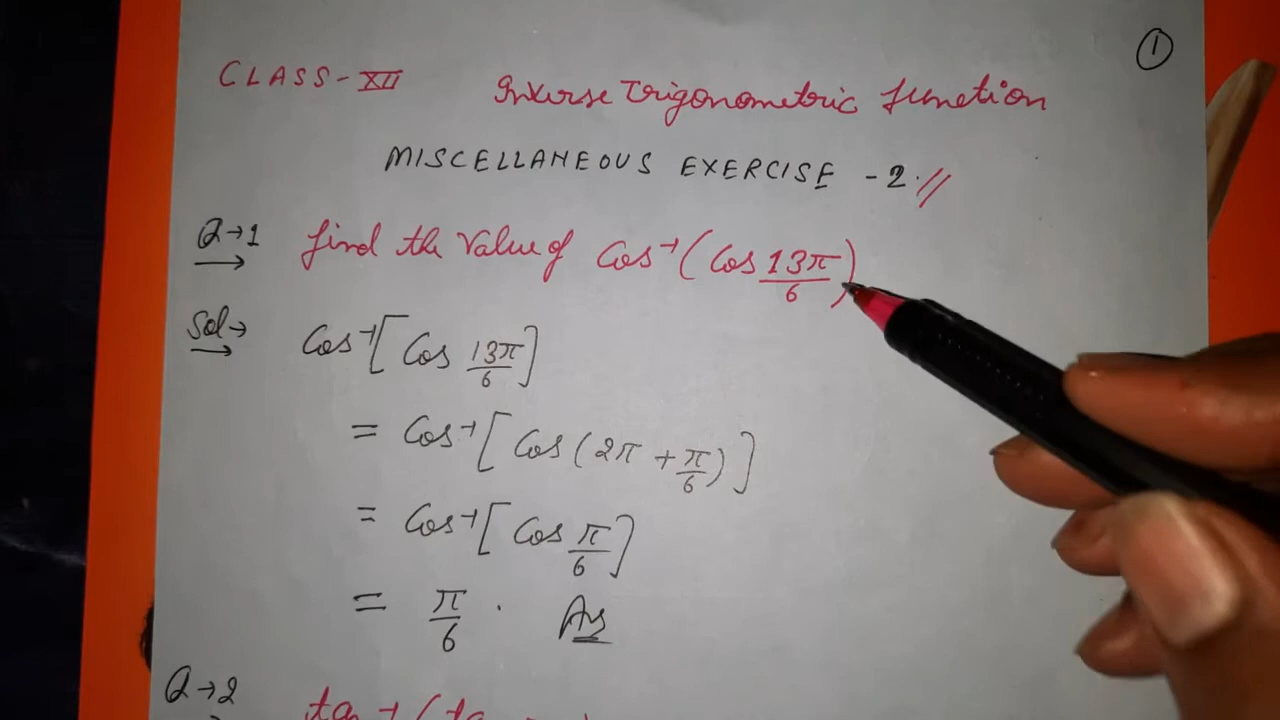 ①
CLASS-XII Inverse Trigonometric function
MISCELLANEOUS EXERCISE -2.//
Q→1 find the value of Cos⁻¹(Cos 13π/6)
Sol→ Cos⁻¹[Cos 13π/6]
= Cos⁻¹[Cos(2π + π/6)]
= Cos⁻¹[Cos π/6]
= π/6 . Ans
Q→2